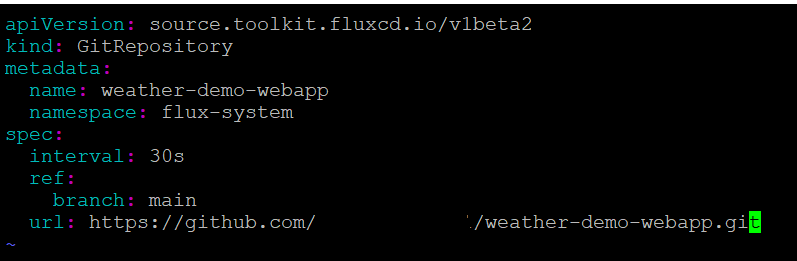 apiVersion: source.toolkit.fluxcd.io/v1beta2
kind: GitRepository
metadata:
  name: weather-demo-webapp
  namespace: flux-system
spec:
  interval: 30s
  ref:
    branch: main
  url: https://github.com/ /weather-demo-webapp.git
~